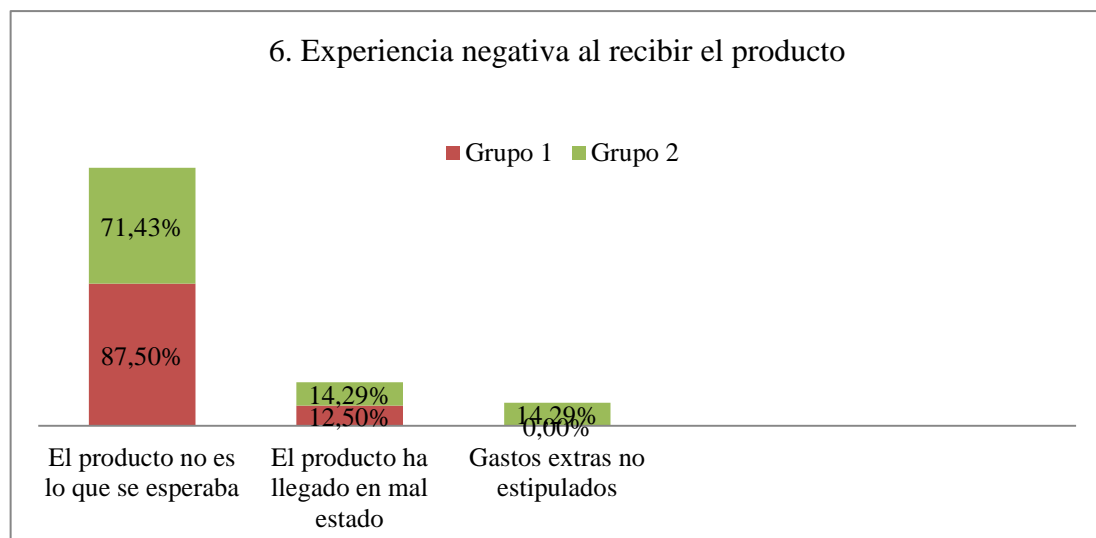 6. Experiencia negativa al recibir el producto
Grupo 1 Grupo 2
71,43%
87,50%
14,29%
12,50%
14,29%
0,00%
El producto no es
lo que se esperaba
El producto ha
llegado en mal
estado
Gastos extras no
estipulados